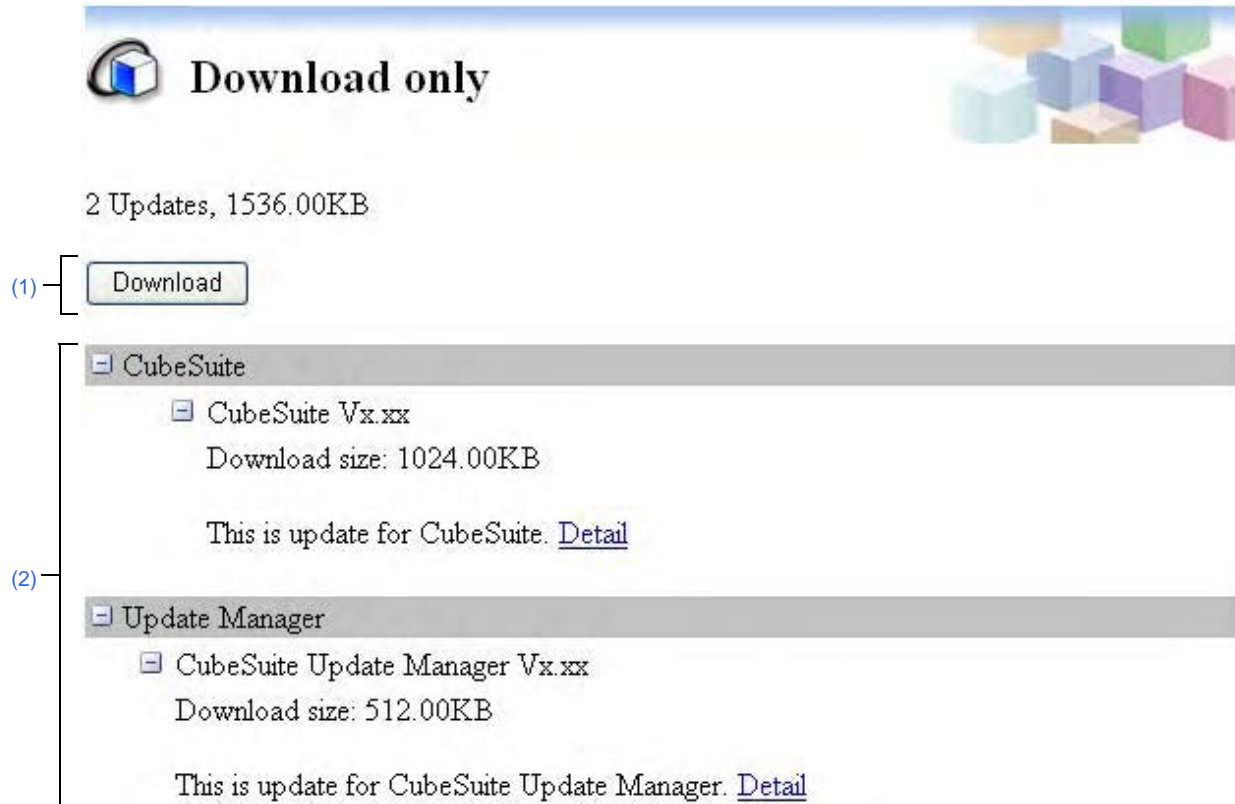 Download only
2 Updates, 1536.00KB
(1)
Download
CubeSuite
CubeSuite Vx.xx
Download size: 1024.00KB
This is update for CubeSuite. Detail
(2)
Update Manager
CubeSuite Update Manager Vx.xx
Download size: 512.00KB
This is update for CubeSuite Update Manager. Detail